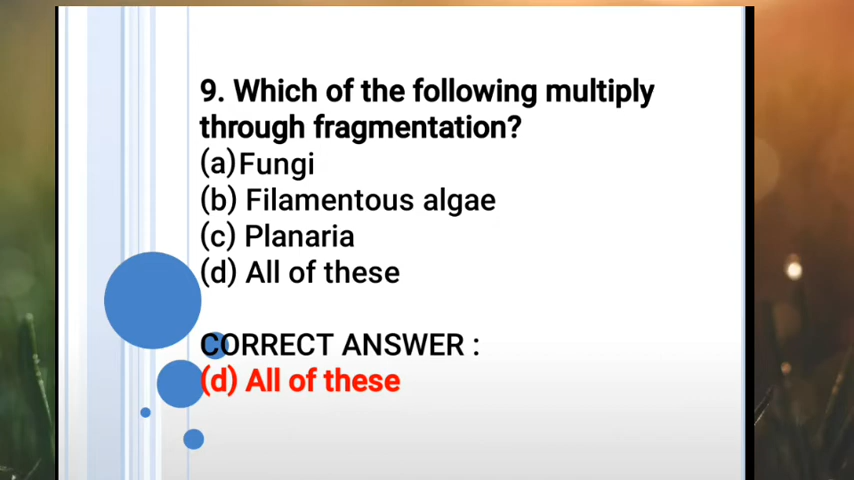 9. Which of the following multiply
through fragmentation?
(a)Fungi
(b) Filamentous algae
(c) Planaria
(d) All of these
CORRECT ANSWER :
(d) All of these